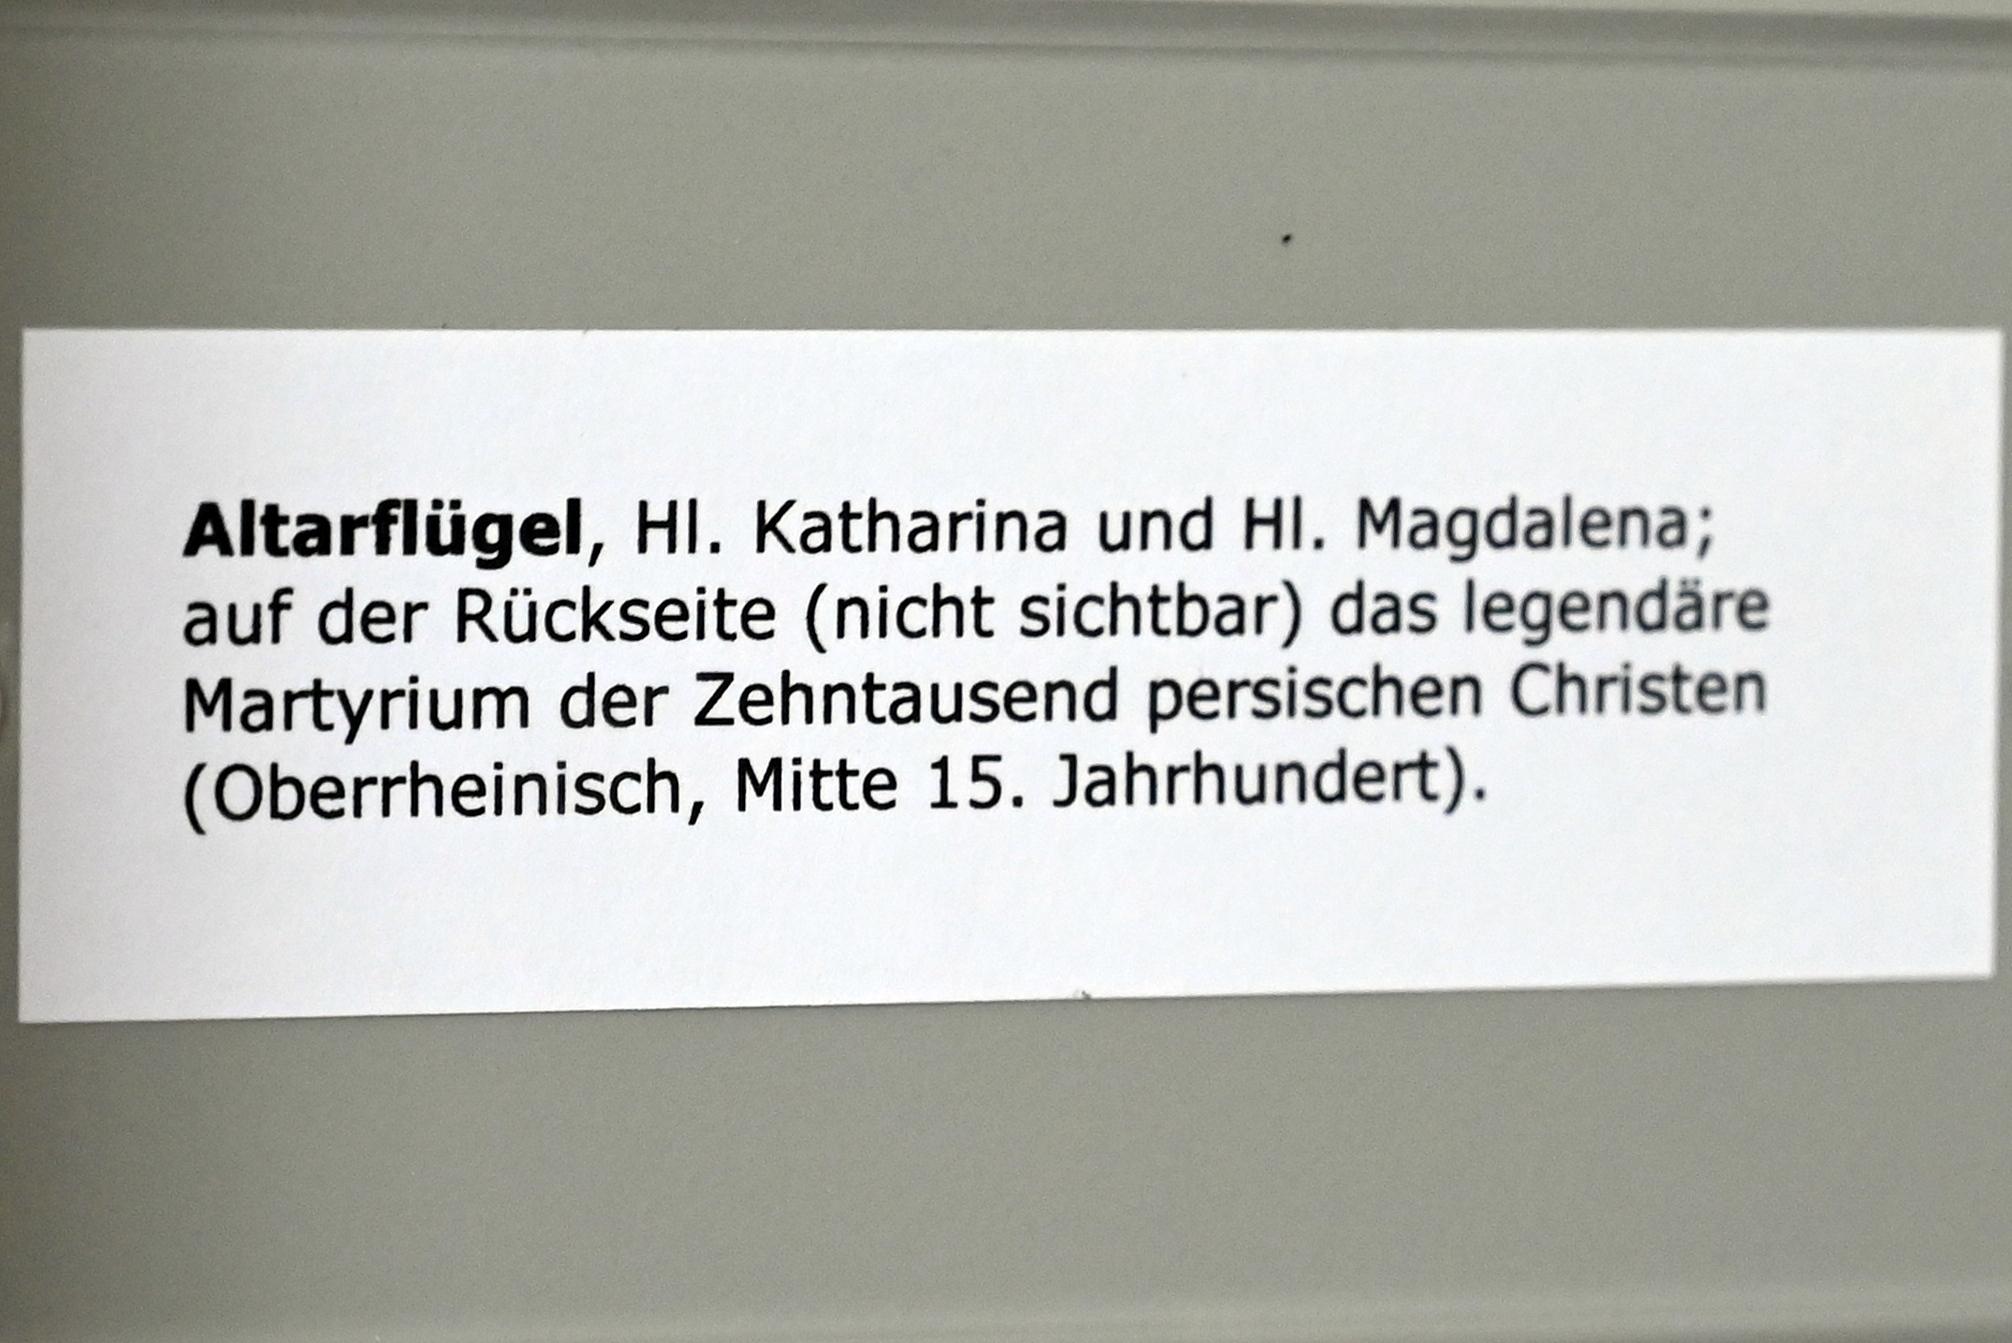 Altarflügel, Hl. Katharina und Hl. Magdalena;
auf der Rückseite (nicht sichtbar) das legendäre
Martyrium der Zehntausend persischen Christen
(Oberrheinisch, Mitte 15. Jahrhundert).